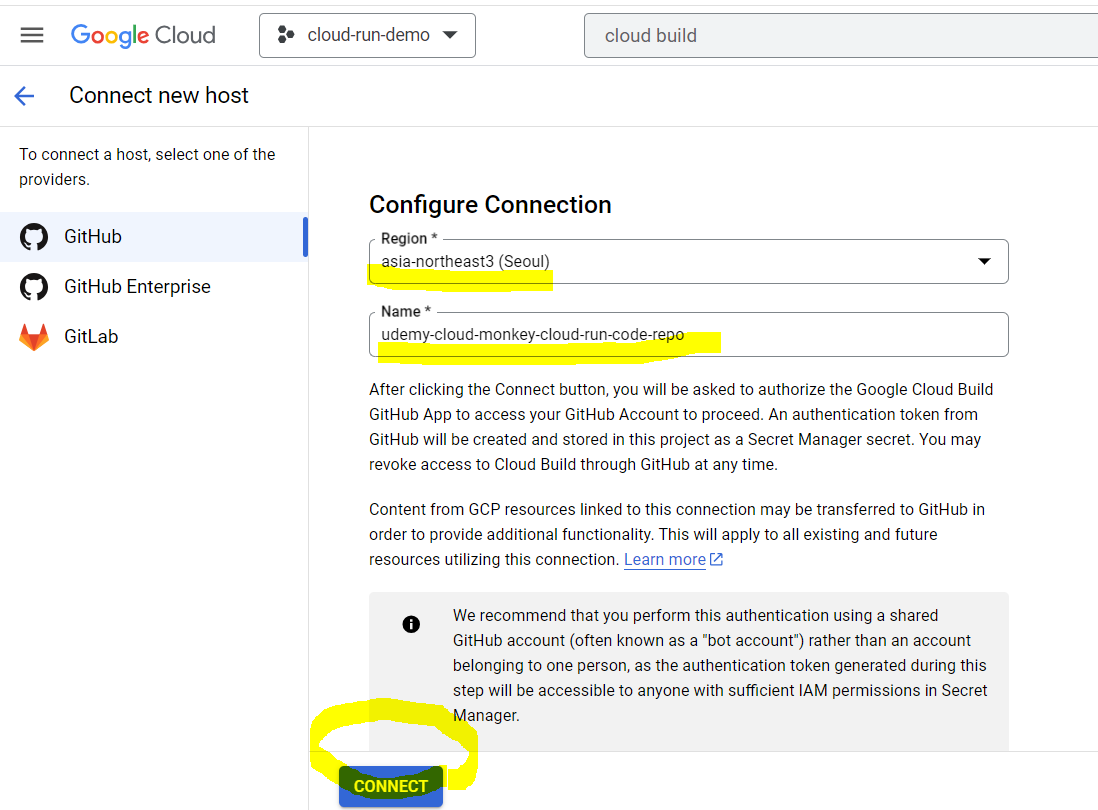 Google Cloud
cloud-run-demo
cloud build
Connect new host
To connect a host, select one of the
providers.
GitHub
GitHub Enterprise
GitLab
Configure Connection
Region *
asia-northeast3 (Seoul)
Name *
udemy-cloud-monkey-cloud-run-code-repo
After clicking the Connect button, you will be asked to authorize the Google Cloud Build
GitHub App to access your GitHub Account to proceed. An authentication token from
GitHub will be created and stored in this project as a Secret Manager secret. You may
revoke access to Cloud Build through GitHub at any time.
Content from GCP resources linked to this connection may be transferred to GitHub in
order to provide additional functionality. This will apply to all existing and future
resources utilizing this connection. Learn more
We recommend that you perform this authentication using a shared
GitHub account (often known as a "bot account") rather than an account
belonging to one person, as the authentication token generated during this
step will be accessible to anyone with sufficient IAM permissions in Secret
Manager.
CONNECT